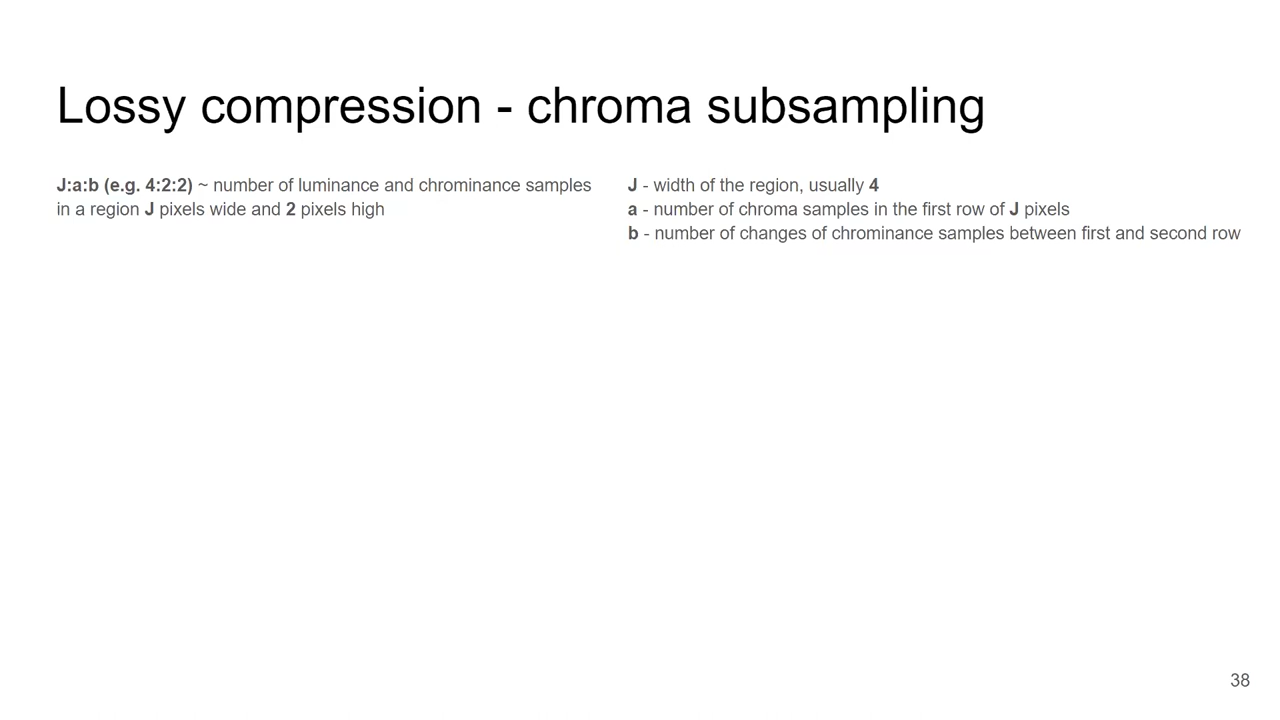 Lossy compression - chroma subsampling
J:a:b (e.g. 4:2:2) ~ number of luminance and chrominance samples
in a region J pixels wide and 2 pixels high
J - width of the region, usually 4
a - number of chroma samples in the first row of J pixels
b - number of changes of chrominance samples between first and second row
38